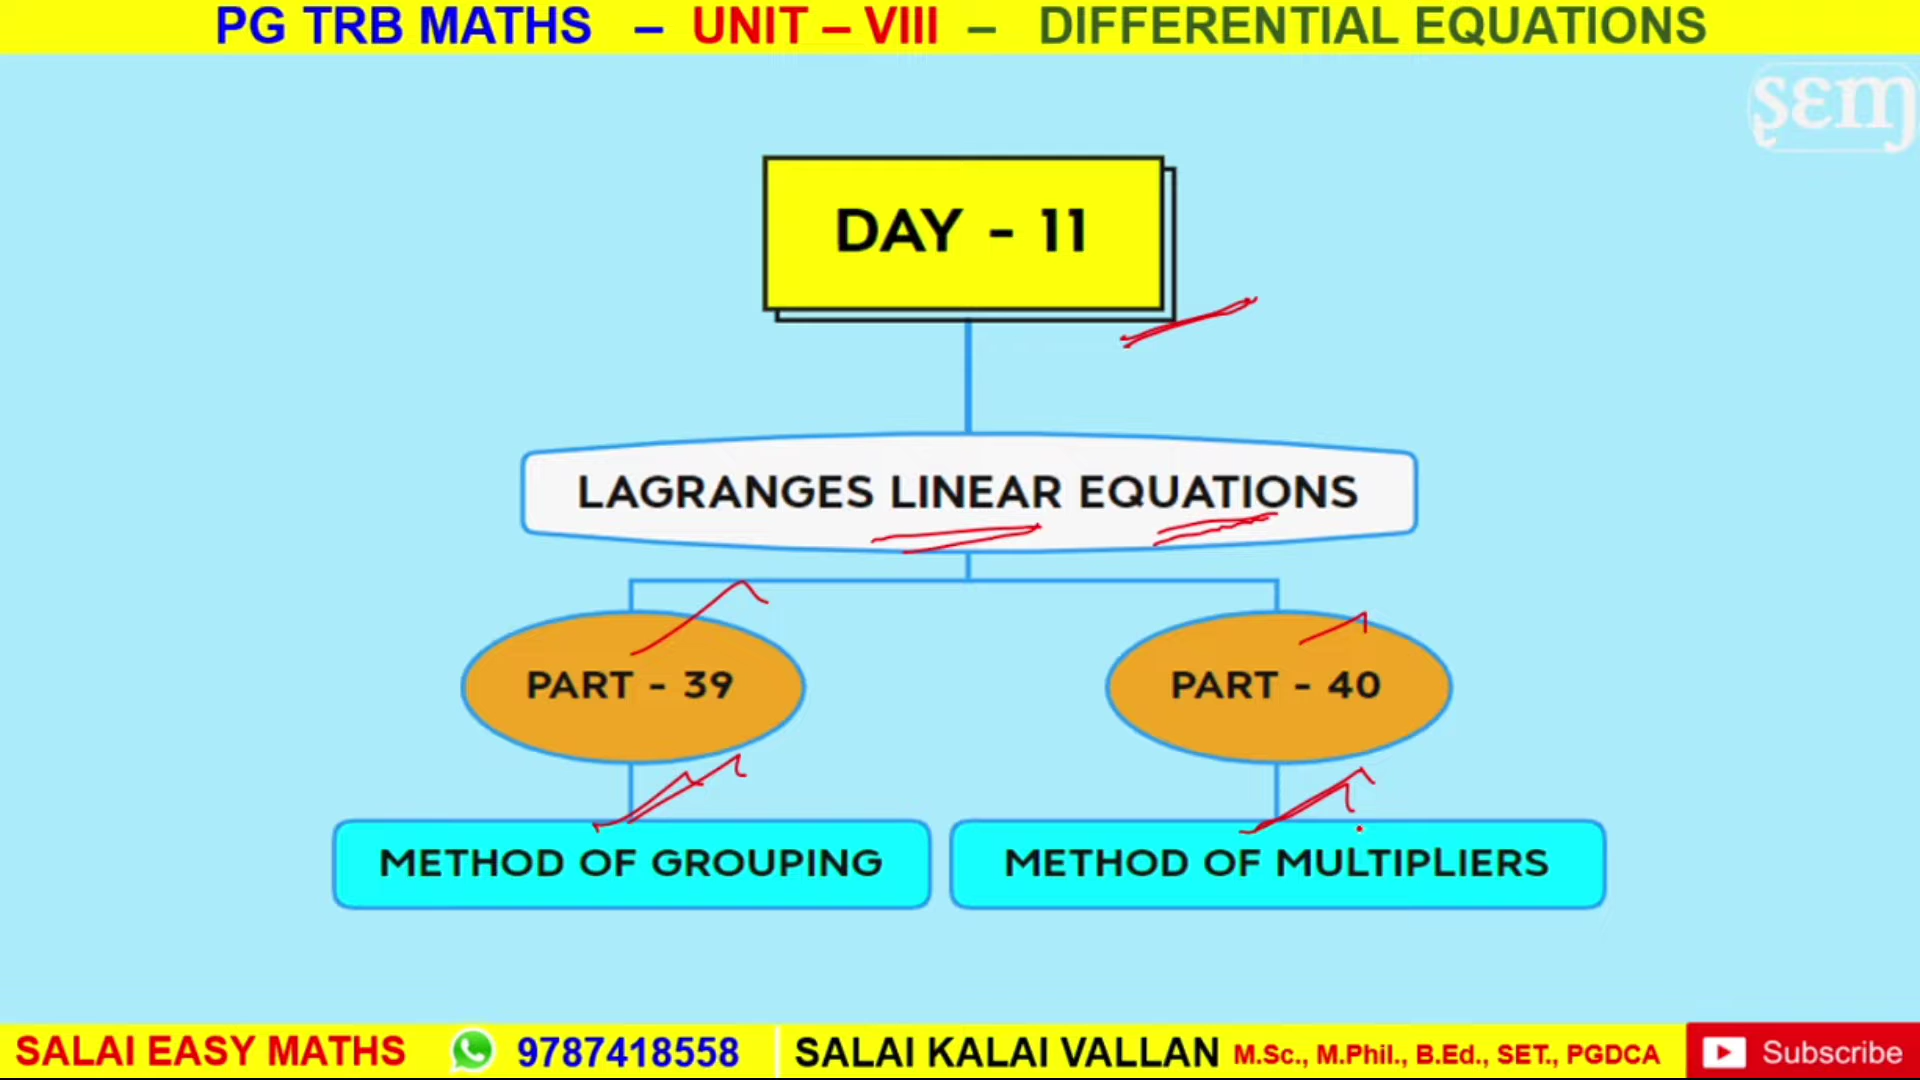 PG TRB MATHS – UNIT – VIII – DIFFERENTIAL EQUATIONS
sɛm
DAY - 11
LAGRANGES LINEAR EQUATIONS
PART - 39
PART - 40
METHOD OF GROUPING
METHOD OF MULTIPLIERS
SALAI EASY MATHS 9787418558 SALAI KALAI VALLAN M.Sc., M.Phil., B.Ed., SET., PGDCA Subscribe